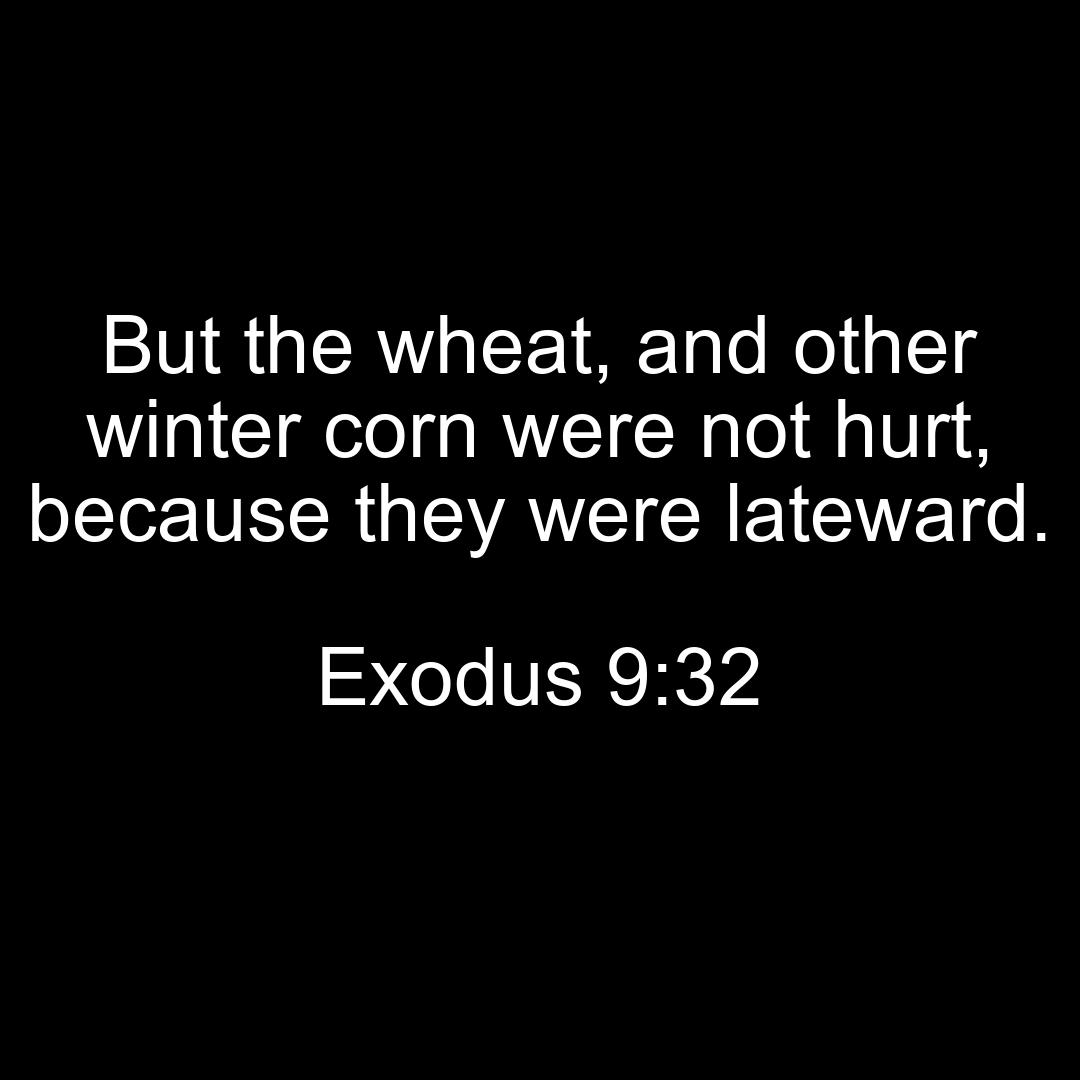 But the wheat, and other
winter corn were not hurt,
because they were lateward.
Exodus 9:32